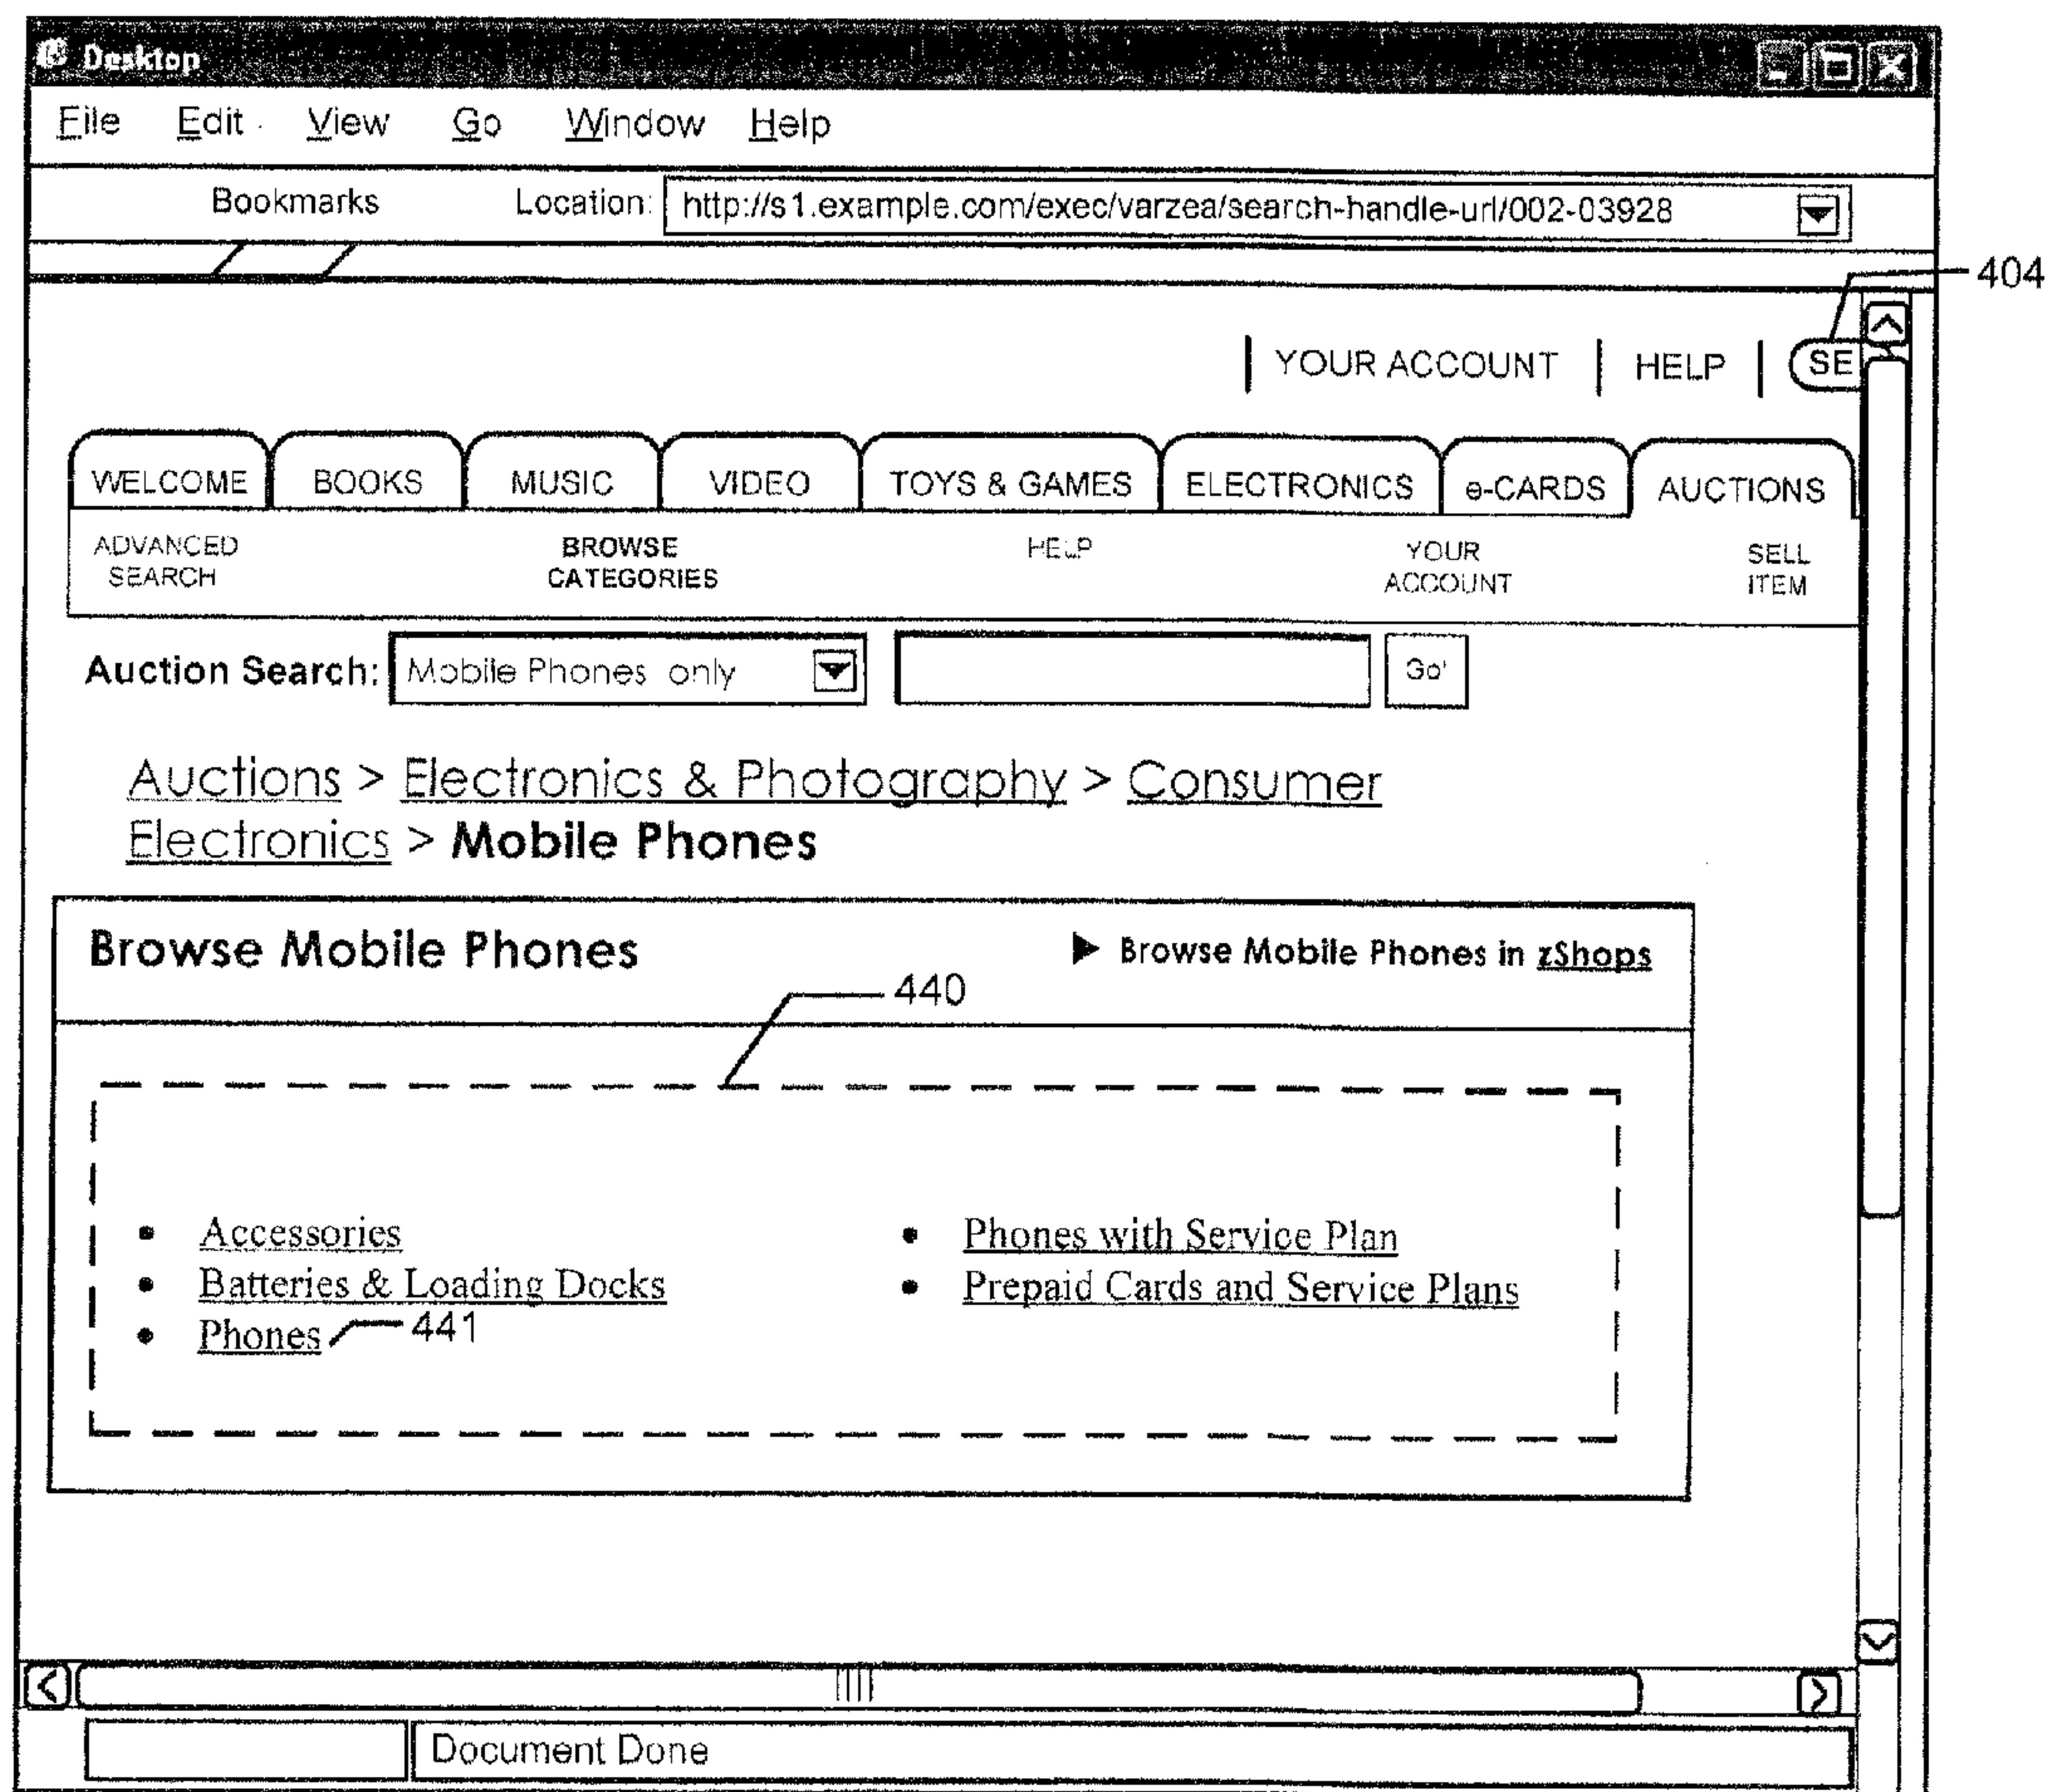 Desktop
File Edit View Go Window Help
Bookmarks Location: http://s1.example.com/exec/varzea/search-handle-url/002-03928
404
YOUR ACCOUNT | HELP | SE
WELCOME BOOKS MUSIC VIDEO TOYS & GAMES ELECTRONICS e-CARDS AUCTIONS
ADVANCED SEARCH BROWSE CATEGORIES HELP YOUR ACCOUNT SELL ITEM
Auction Search: Mobile Phones only Go!
Auctions > Electronics & Photography > Consumer
Electronics > Mobile Phones
Browse Mobile Phones ▶ Browse Mobile Phones in zShops
440
• Accessories
• Batteries & Loading Docks
• Phones 441
• Phones with Service Plan
• Prepaid Cards and Service Plans
Document Done